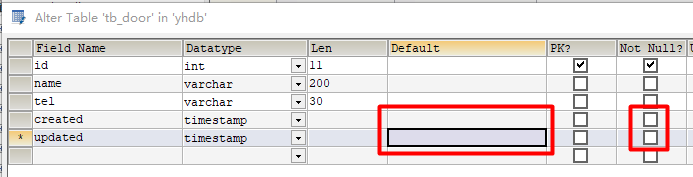 Alter Table 'tb_door' in 'yhdb'
Field Name Datatype Len Default PK? Not Null?
id int 11
name varchar 200
tel varchar 30
created timestamp
* updated timestamp